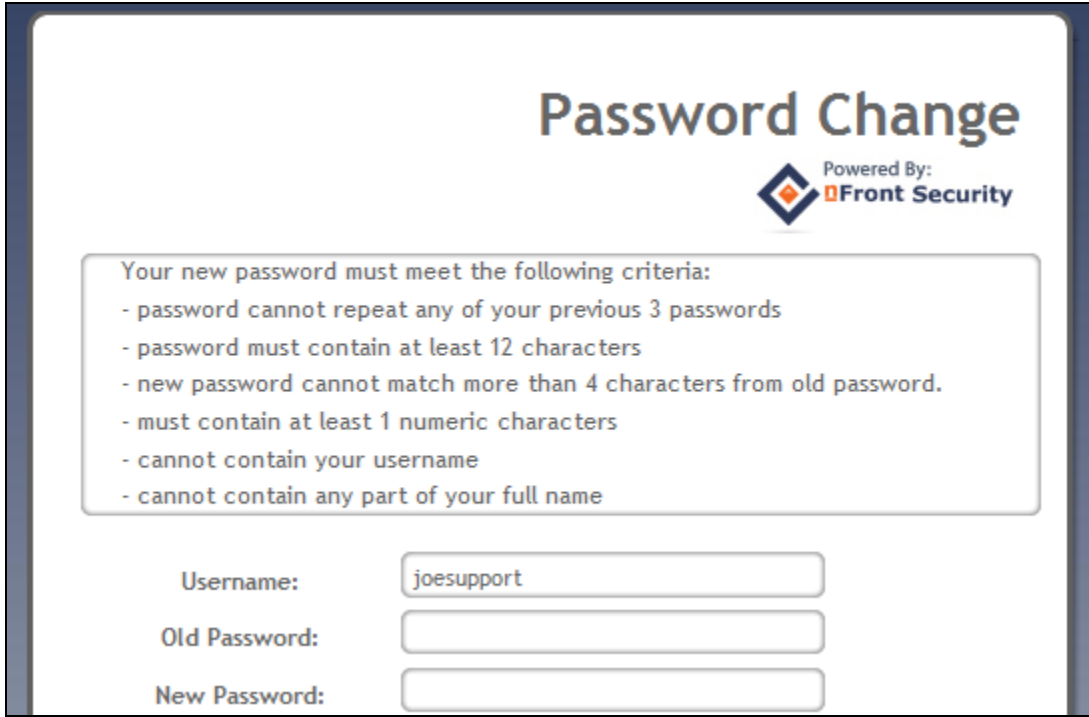 Password Change
Powered By:
nFront Security
Your new password must meet the following criteria:
- password cannot repeat any of your previous 3 passwords
- password must contain at least 12 characters
- new password cannot match more than 4 characters from old password.
- must contain at least 1 numeric characters
- cannot contain your username
- cannot contain any part of your full name
Username: joesupport
Old Password:
New Password: